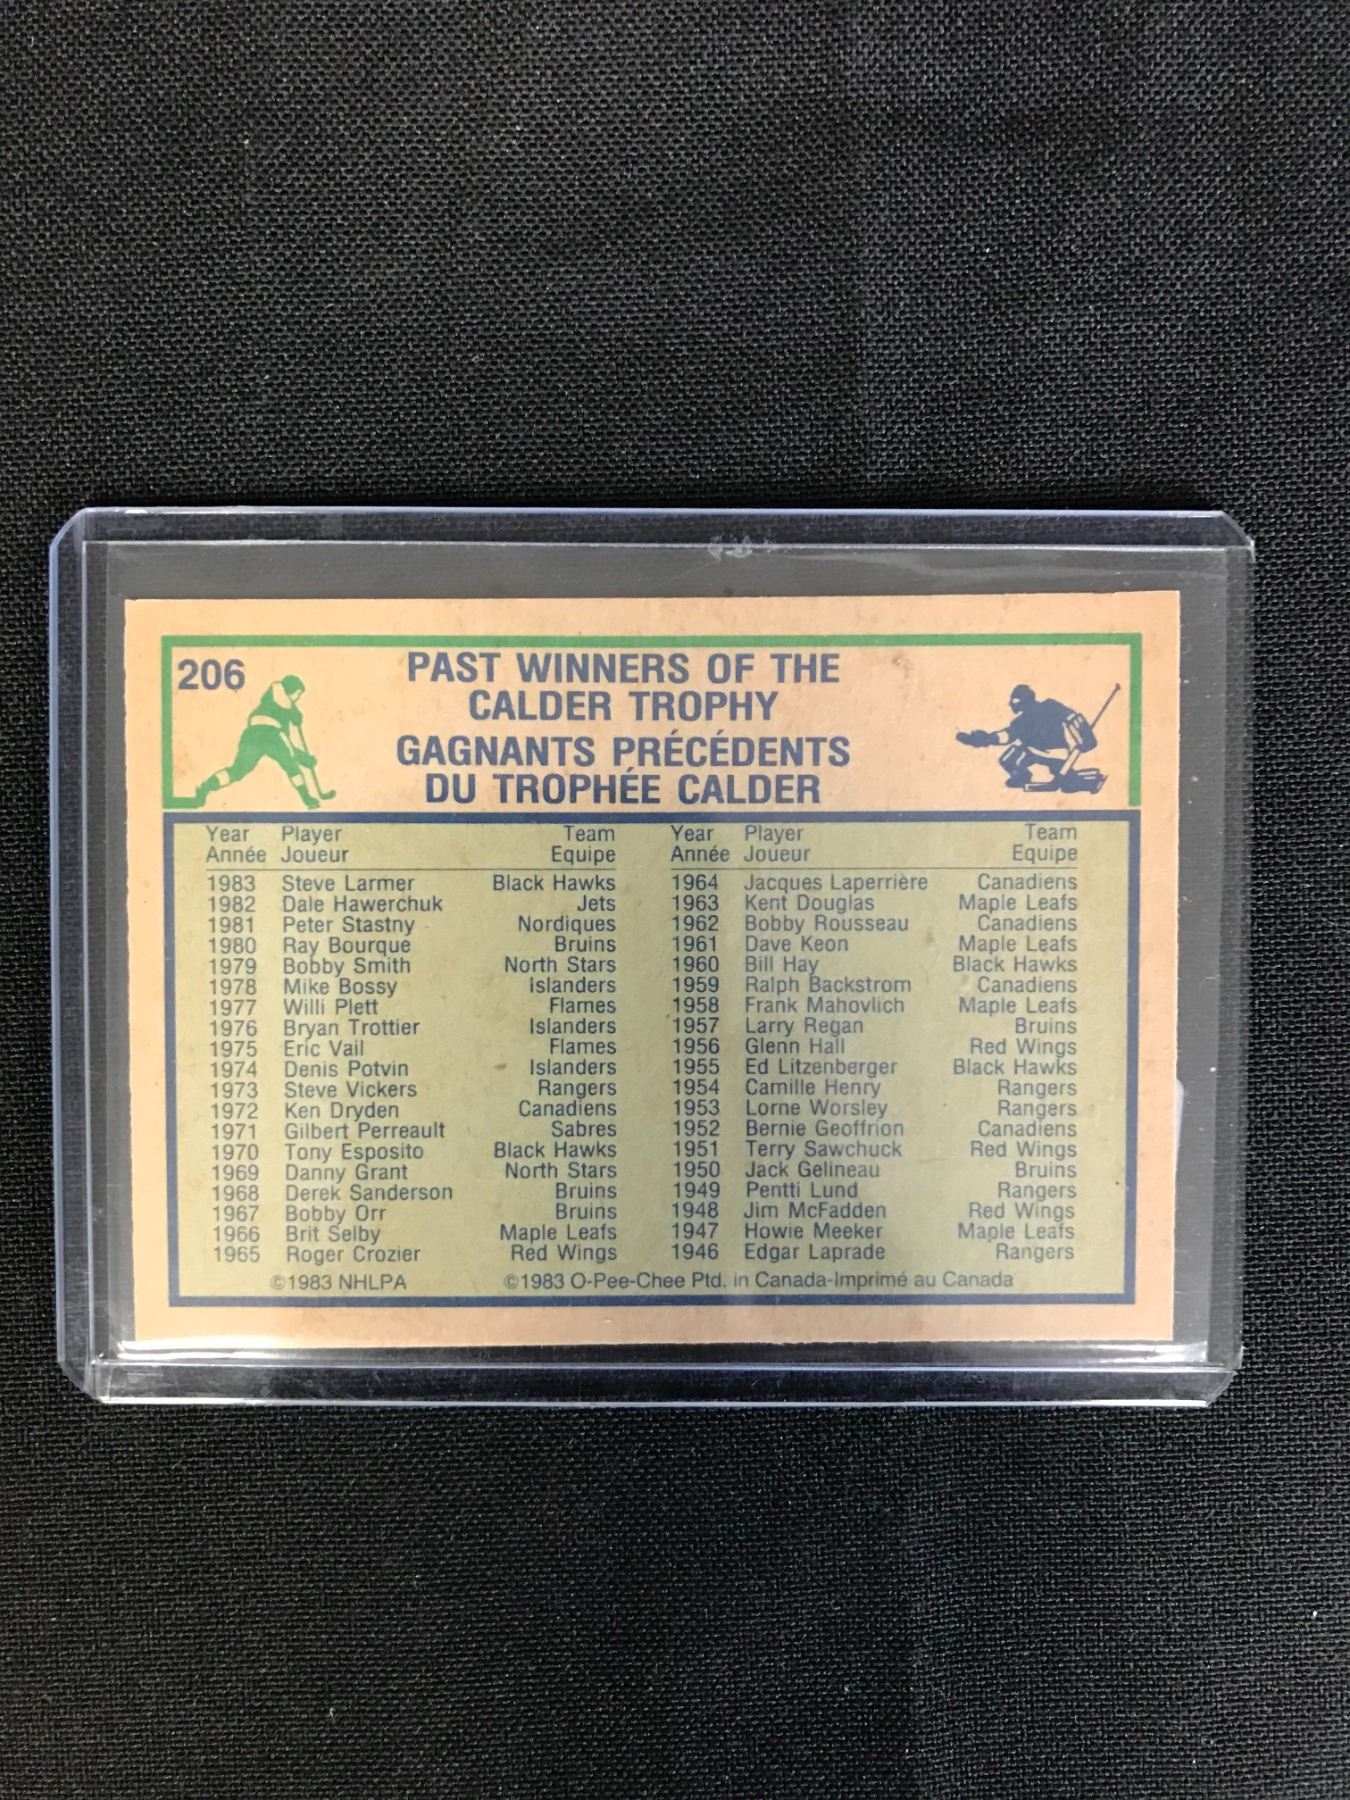 206
PAST WINNERS OF THE
CALDER TROPHY
GAGNANTS PRÉCÉDENTS
DU TROPHÉE CALDER
Year Player Team
Année Joueur Equipe
1983 Steve Larmer Black Hawks
1982 Dale Hawerchuk Jets
1981 Peter Stastny Nordiques
1980 Ray Bourque Bruins
1979 Bobby Smith North Stars
1978 Mike Bossy Islanders
1977 Willi Plett Flames
1976 Bryan Trottier Islanders
1975 Eric Vail Flames
1974 Denis Potvin Islanders
1973 Steve Vickers Rangers
1972 Ken Dryden Canadiens
1971 Gilbert Perreault Sabres
1970 Tony Esposito Black Hawks
1969 Danny Grant North Stars
1968 Derek Sanderson Bruins
1967 Bobby Orr Bruins
1966 Brit Selby Maple Leafs
1965 Roger Crozier Red Wings
Year Player Team
Année Joueur Equipe
1964 Jacques Laperrière Canadiens
1963 Kent Douglas Maple Leafs
1962 Bobby Rousseau Canadiens
1961 Dave Keon Maple Leafs
1960 Bill Hay Black Hawks
1959 Ralph Backstrom Canadiens
1958 Frank Mahovlich Maple Leafs
1957 Larry Regan Bruins
1956 Glenn Hall Red Wings
1955 Ed Litzenberger Black Hawks
1954 Camille Henry Rangers
1953 Lorne Worsley Rangers
1952 Bernie Geoffrion Canadiens
1951 Terry Sawchuck Red Wings
1950 Jack Gelineau Bruins
1949 Pentti Lund Rangers
1948 Jim McFadden Red Wings
1947 Howie Meeker Maple Leafs
1946 Edgar Laprade Rangers
©1983 NHLPA ©1983 O-Pee-Chee Ptd. in Canada-Imprimé au Canada